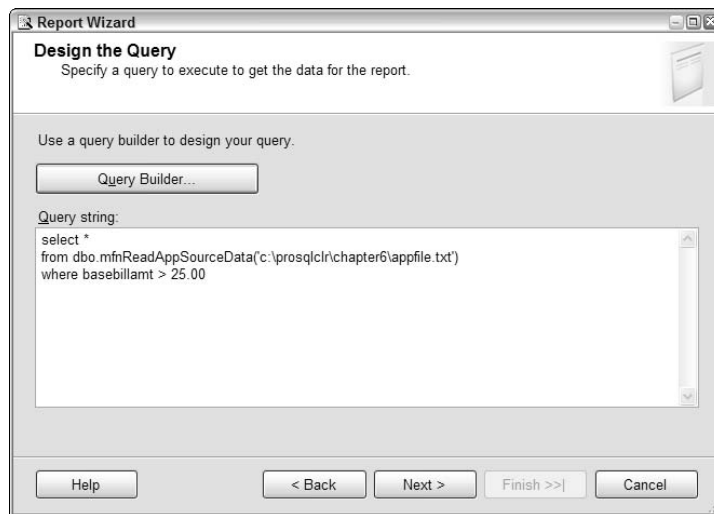 Report Wizard
Design the Query
Specify a query to execute to get the data for the report.
Use a query builder to design your query.
Query Builder...
Query string:
select *
from dbo.mfnReadAppSourceData('c:\prosqlclr\chapter6\appfile.txt')
where basebillamt > 25.00
Help
< Back
Next >
Finish >>|
Cancel